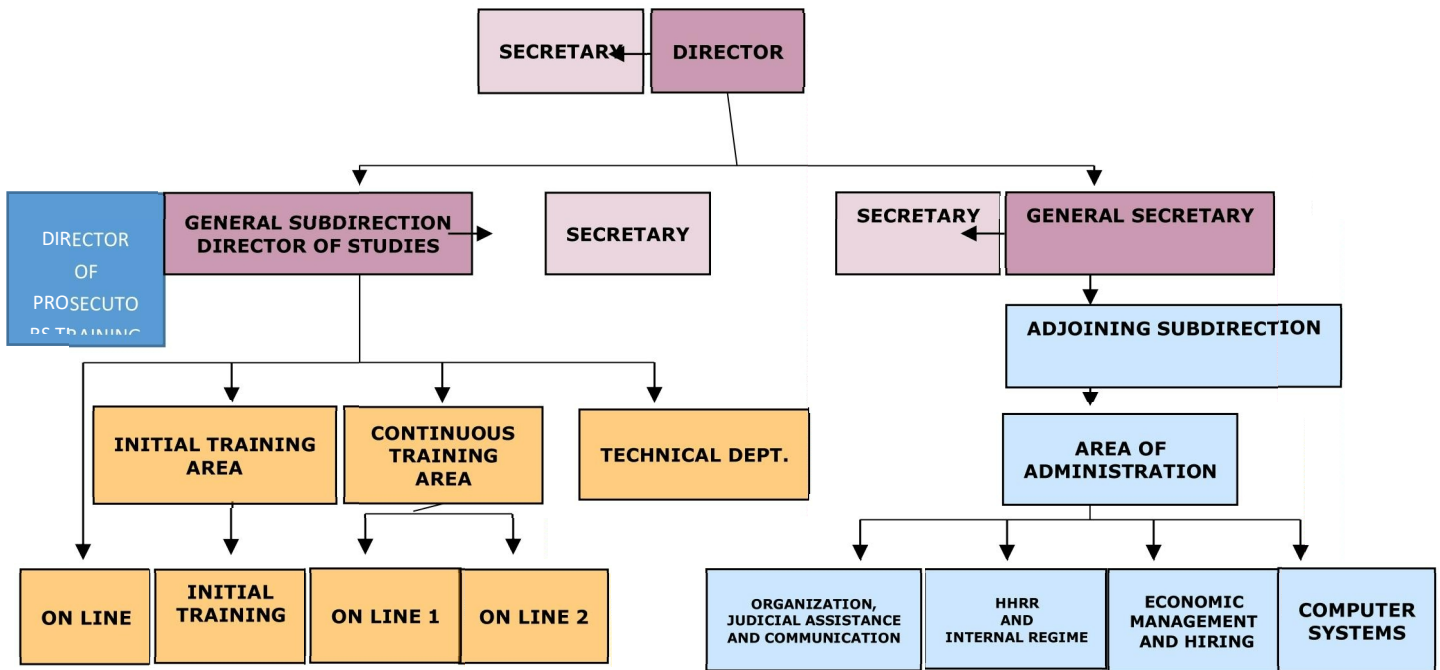 SECRETARY
DIRECTOR
DIRECTOR
OF
PROSECUTO
RS TRAINING
GENERAL SUBDIRECTION
DIRECTOR OF STUDIES
SECRETARY
SECRETARY
GENERAL SECRETARY
ADJOINING SUBDIRECTION
INITIAL TRAINING
AREA
CONTINUOUS
TRAINING
AREA
TECHNICAL DEPT.
AREA OF
ADMINISTRATION
ON LINE
INITIAL
TRAINING
ON LINE 1
ON LINE 2
ORGANIZATION,
JUDICIAL ASSISTANCE
AND COMMUNICATION
HHRR
AND
INTERNAL REGIME
ECONOMIC
MANAGEMENT
AND HIRING
COMPUTER
SYSTEMS